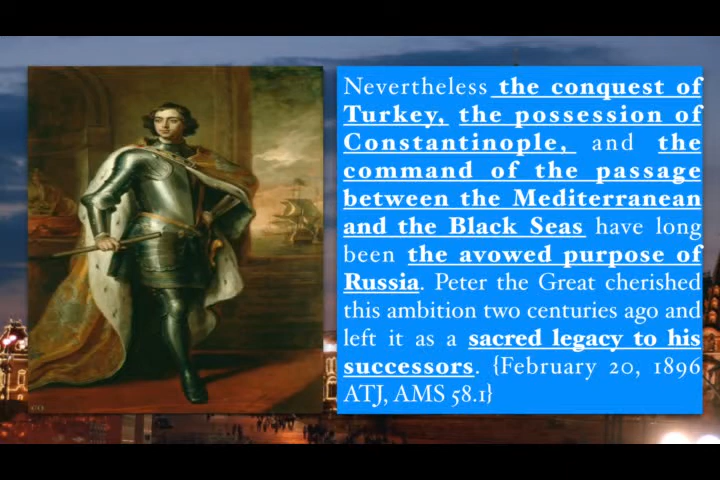 Nevertheless the conquest of
Turkey, the possession of
Constantinople, and the
command of the passage
between the Mediterranean
and the Black Seas have long
been the avowed purpose of
Russia. Peter the Great cherished
this ambition two centuries ago and
left it as a sacred legacy to his
successors. {February 20, 1896
ATJ, AMS 58.1}